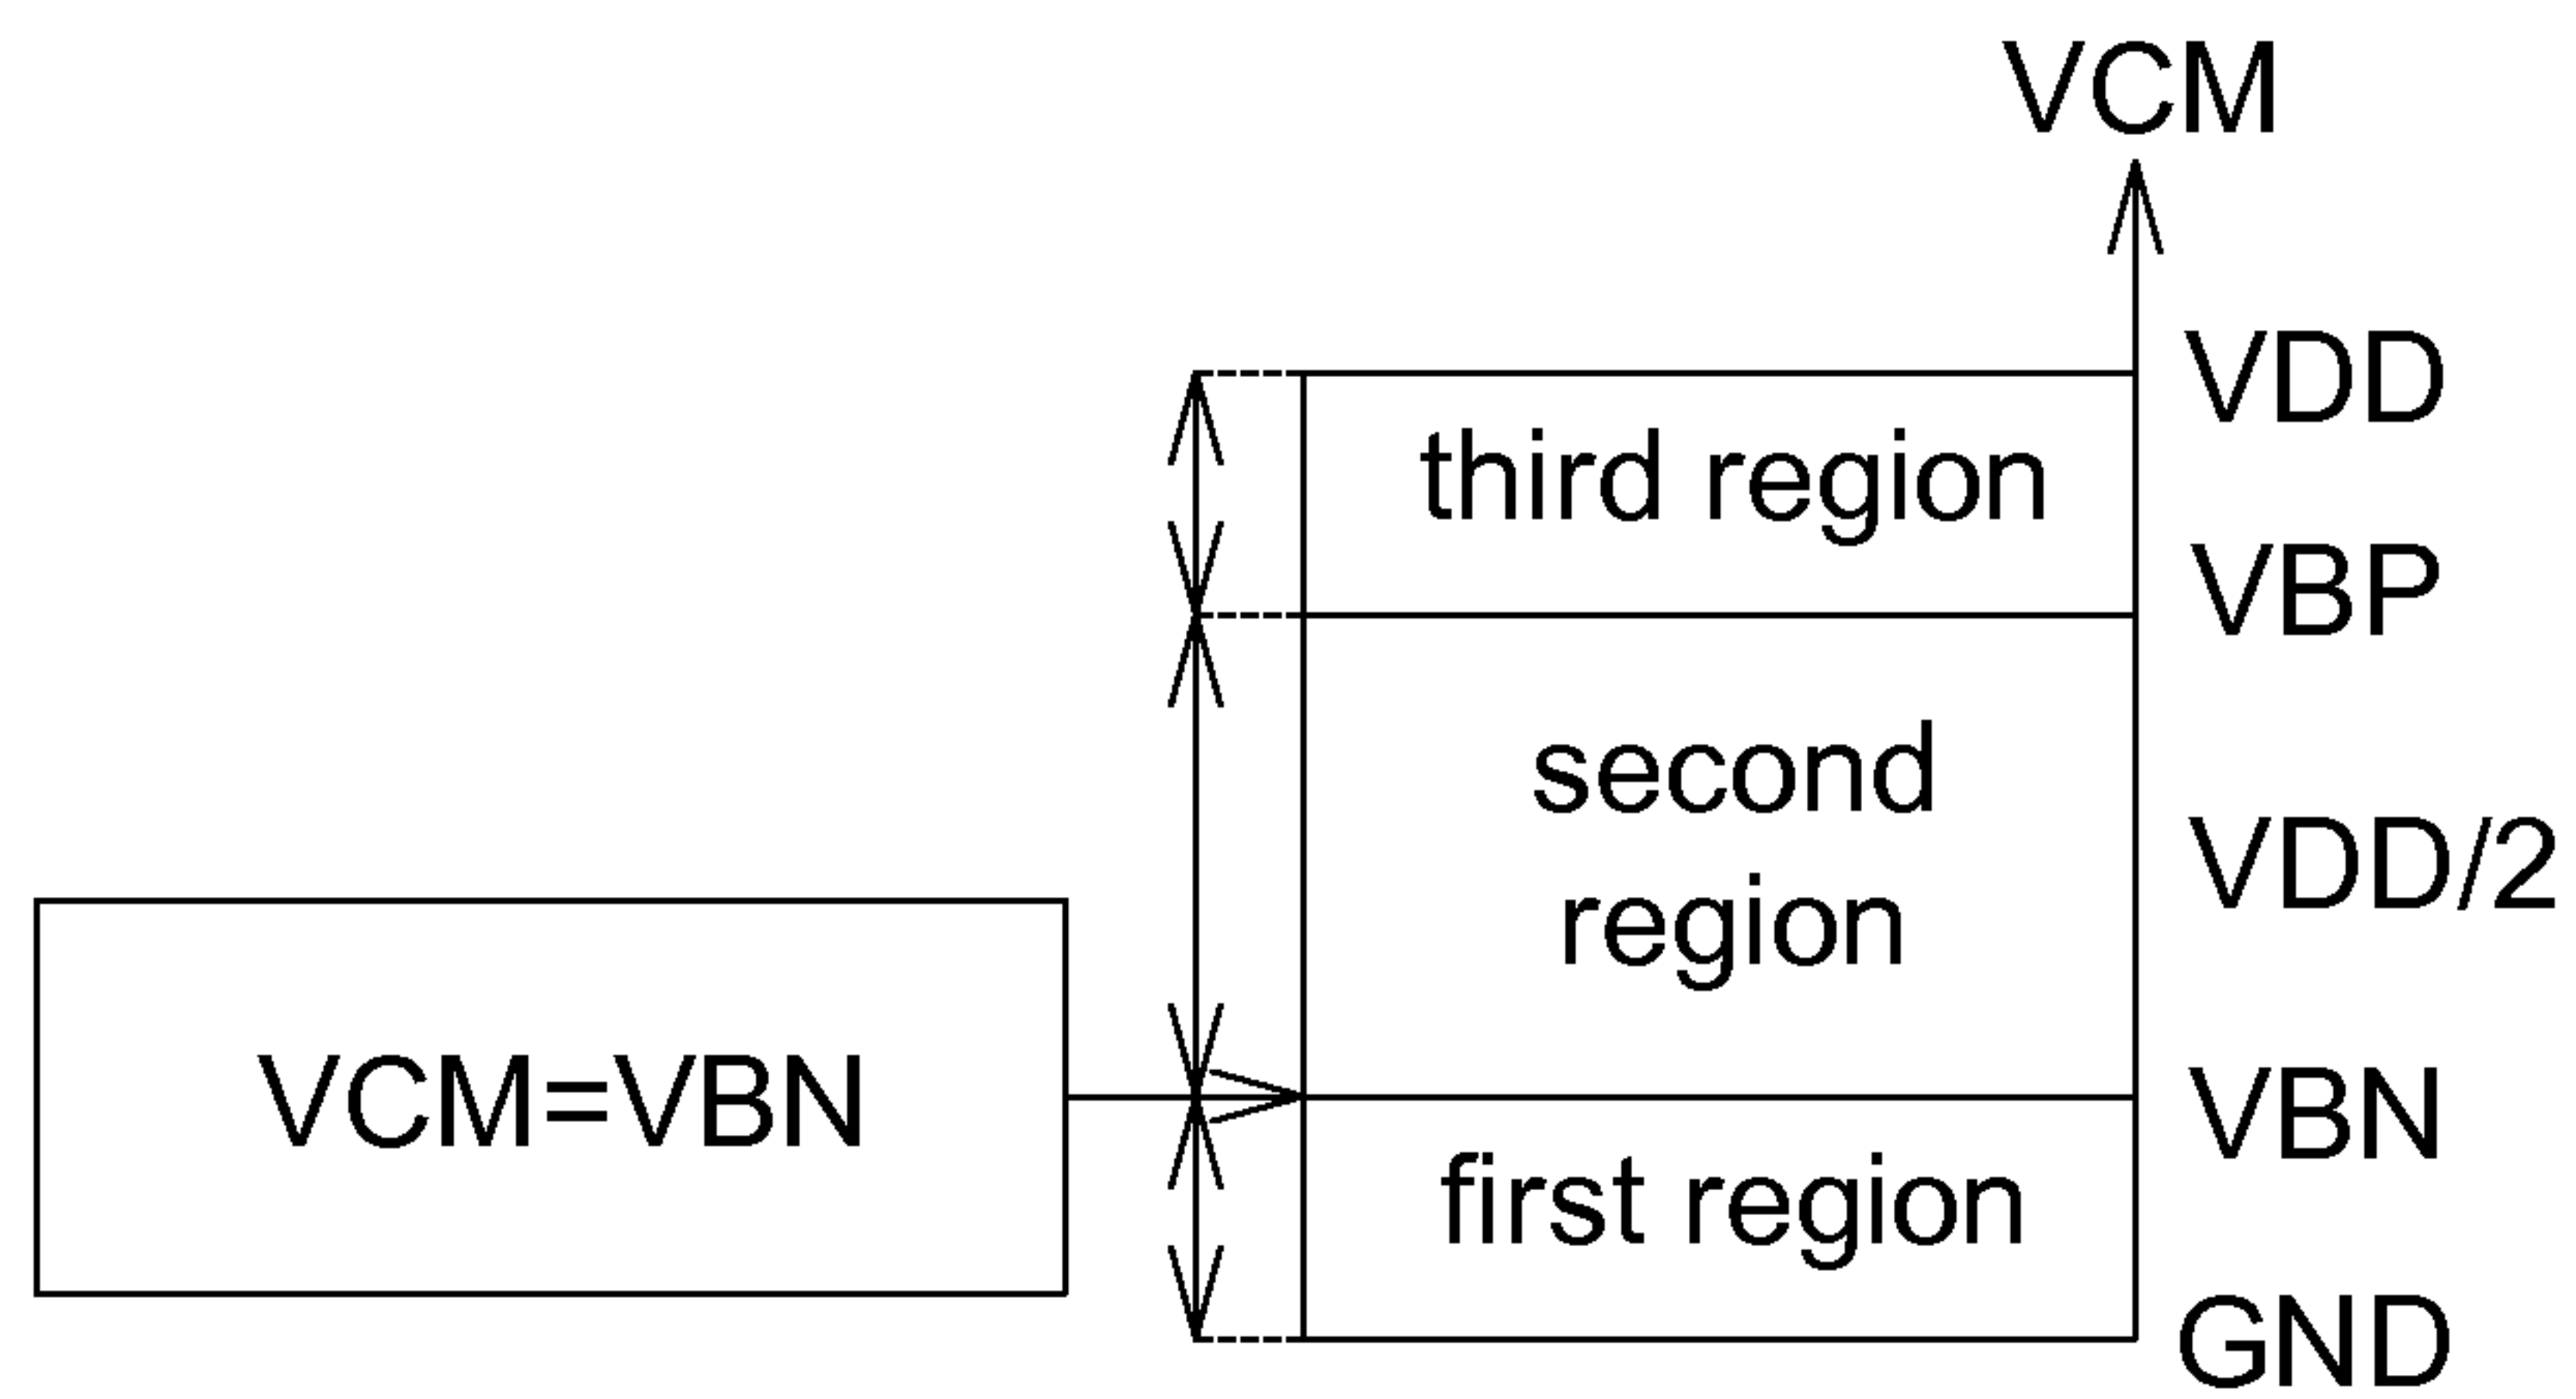 VCM
VDD
third region
VBP
second
region
VDD/2
VCM=VBN
VBN
first region
GND